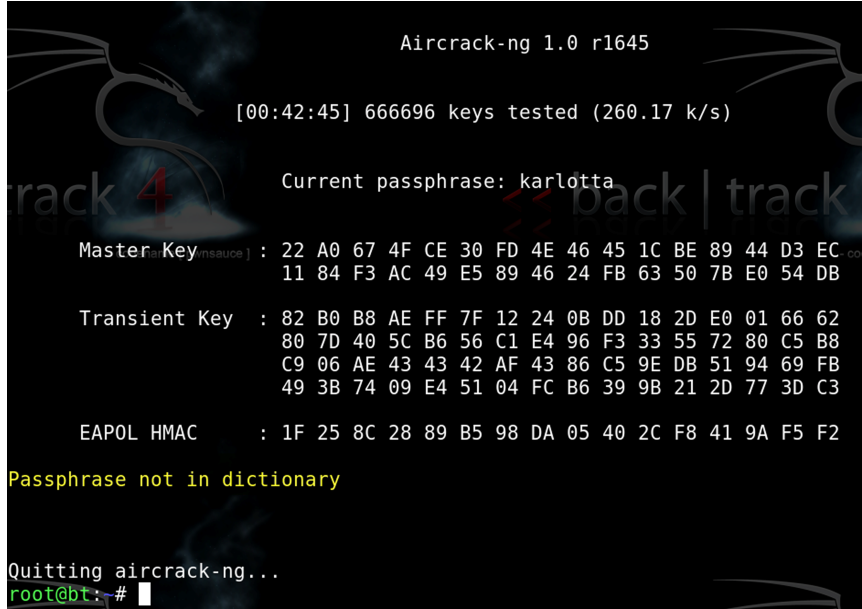 Aircrack-ng 1.0 r1645
[00:42:45] 666696 keys tested (260.17 k/s)
Current passphrase: karlotta
track 4
<< back | track
Master Key : 22 A0 67 4F CE 30 FD 4E 46 45 1C BE 89 44 D3 EC
11 84 F3 AC 49 E5 89 46 24 FB 63 50 7B E0 54 DB
Transient Key : 82 B0 B8 AE FF 7F 12 24 0B DD 18 2D E0 01 66 62
80 7D 40 5C B6 56 C1 E4 96 F3 33 55 72 80 C5 B8
C9 06 AE 43 43 42 AF 43 86 C5 9E DB 51 94 69 FB
49 3B 74 09 E4 51 04 FC B6 39 9B 21 2D 77 3D C3
EAPOL HMAC : 1F 25 8C 28 89 B5 98 DA 05 40 2C F8 41 9A F5 F2
Passphrase not in dictionary
Quitting aircrack-ng...
root@bt:~#